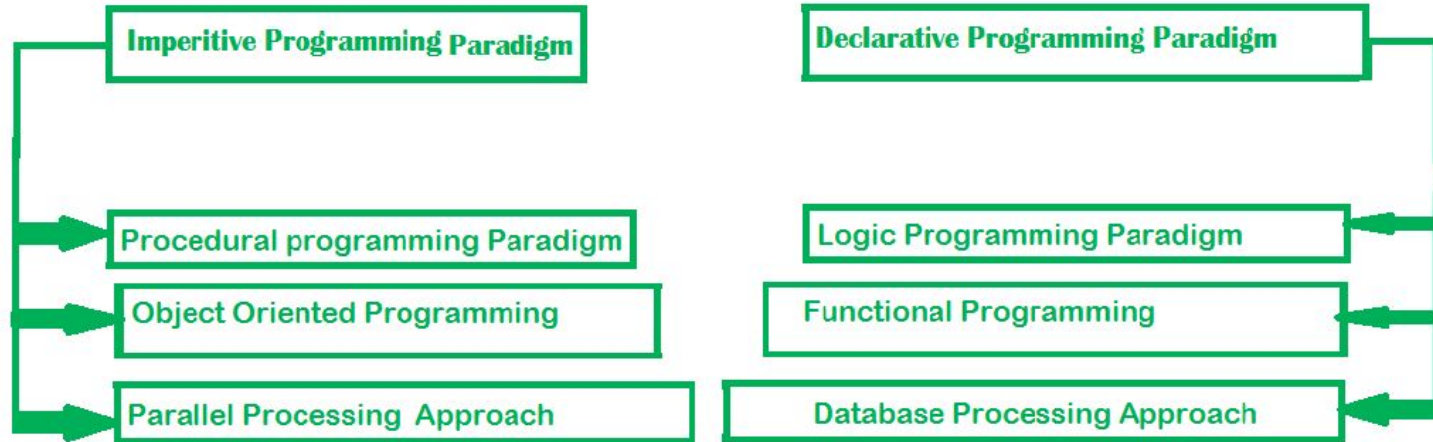 Imperitive Programming Paradigm
Declarative Programming Paradigm
Procedural programming Paradigm
Logic Programming Paradigm
Object Oriented Programming
Functional Programming
Parallel Processing Approach
Database Processing Approach